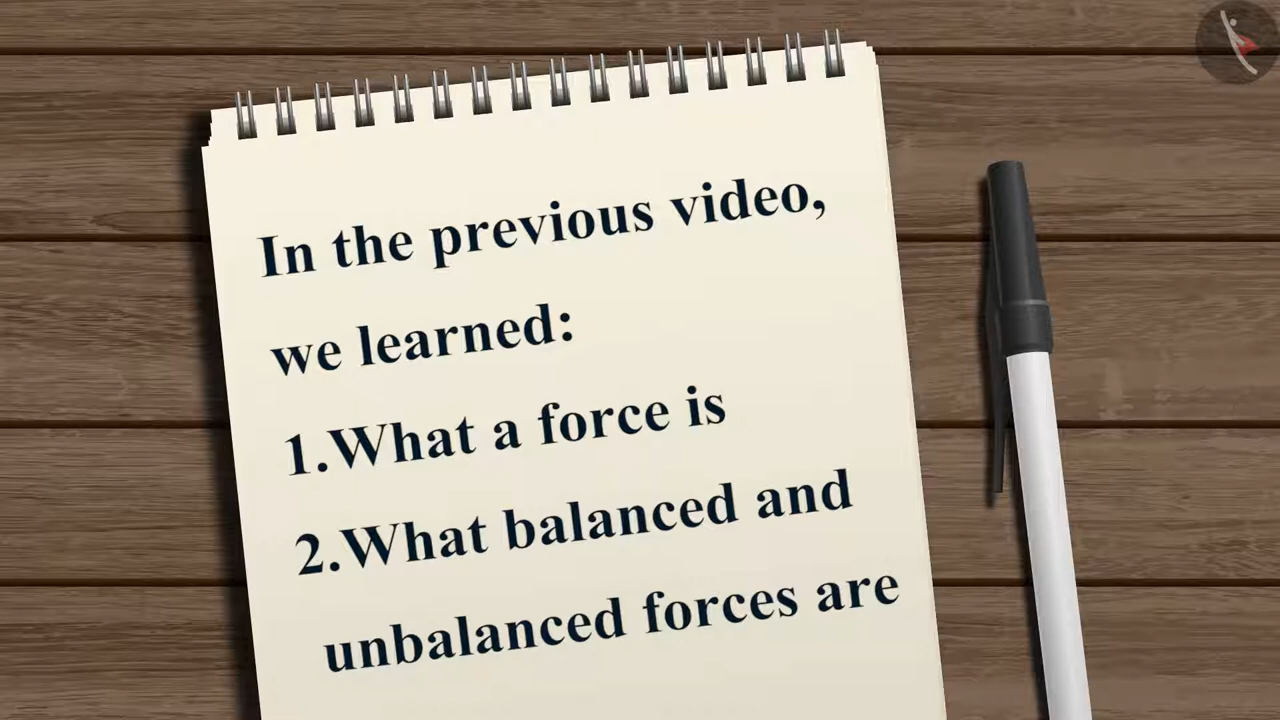 In the previous video,
we learned:
1.What a force is
2.What balanced and
unbalanced forces are